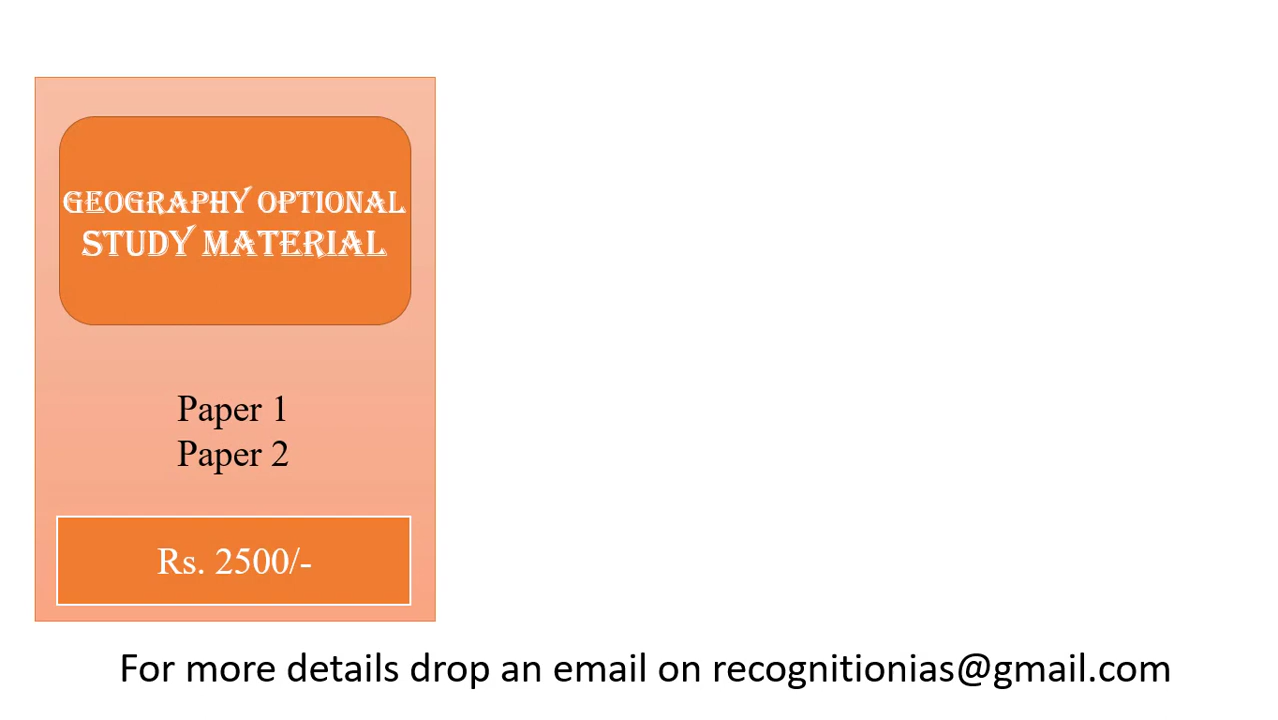 GEOGRAPHY OPTIONAL
STUDY MATERIAL
Paper 1
Paper 2
Rs. 2500/-
For more details drop an email on recognitionias@gmail.com